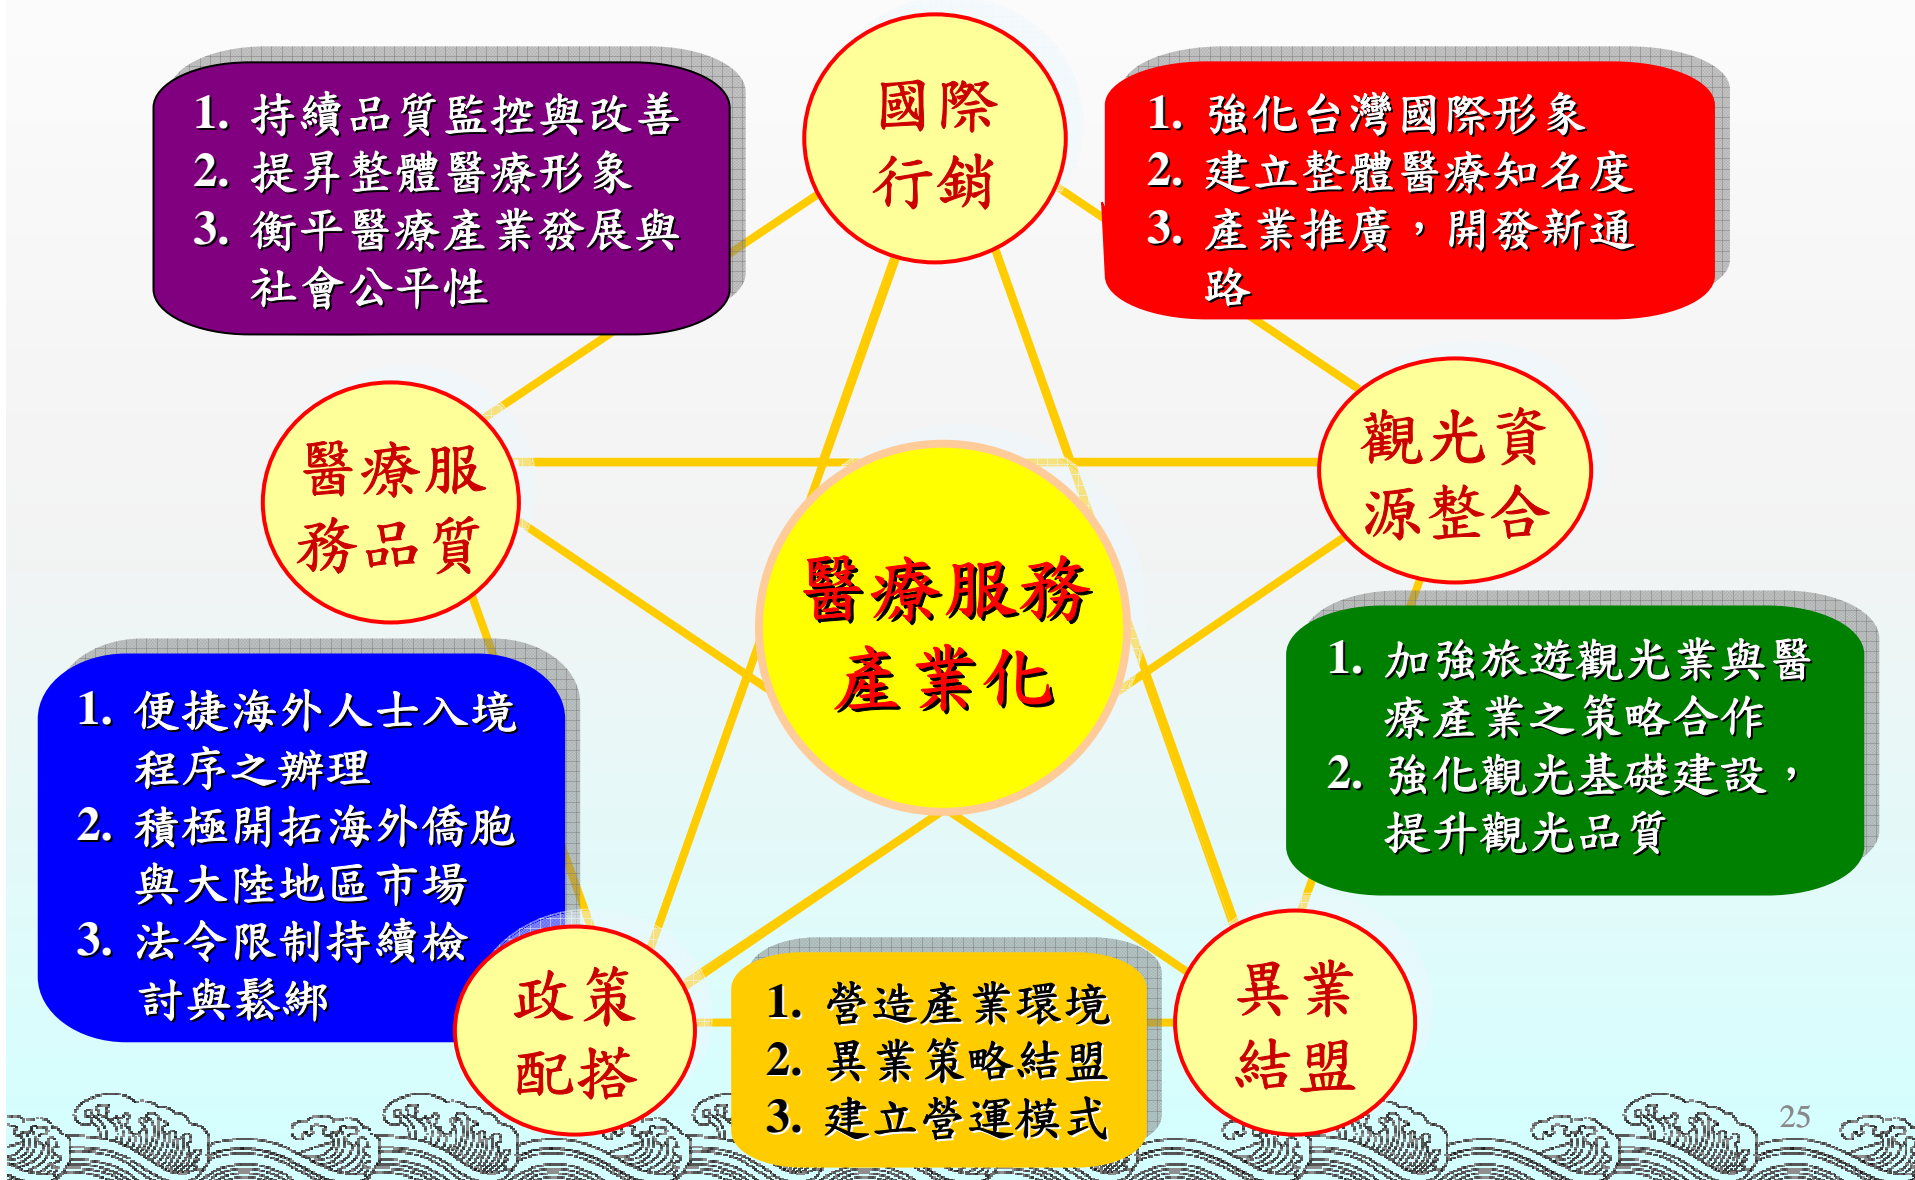 國際
行銷
1. 持續品質監控與改善
2. 提昇整體醫療形象
3. 衡平醫療產業發展與
社會公平性
1. 強化台灣國際形象
2. 建立整體醫療知名度
3. 產業推廣，開發新通
路
醫療服
務品質
觀光資
源整合
醫療服務
產業化
1. 便捷海外人士入境
程序之辦理
2. 積極開拓海外僑胞
與大陸地區市場
3. 法令限制持續檢
討與鬆綁
1. 加強旅遊觀光業與醫
療產業之策略合作
2. 強化觀光基礎建設，
提升觀光品質
政策
配搭
1. 營造產業環境
2. 異業策略結盟
3. 建立營運模式
異業
結盟
25